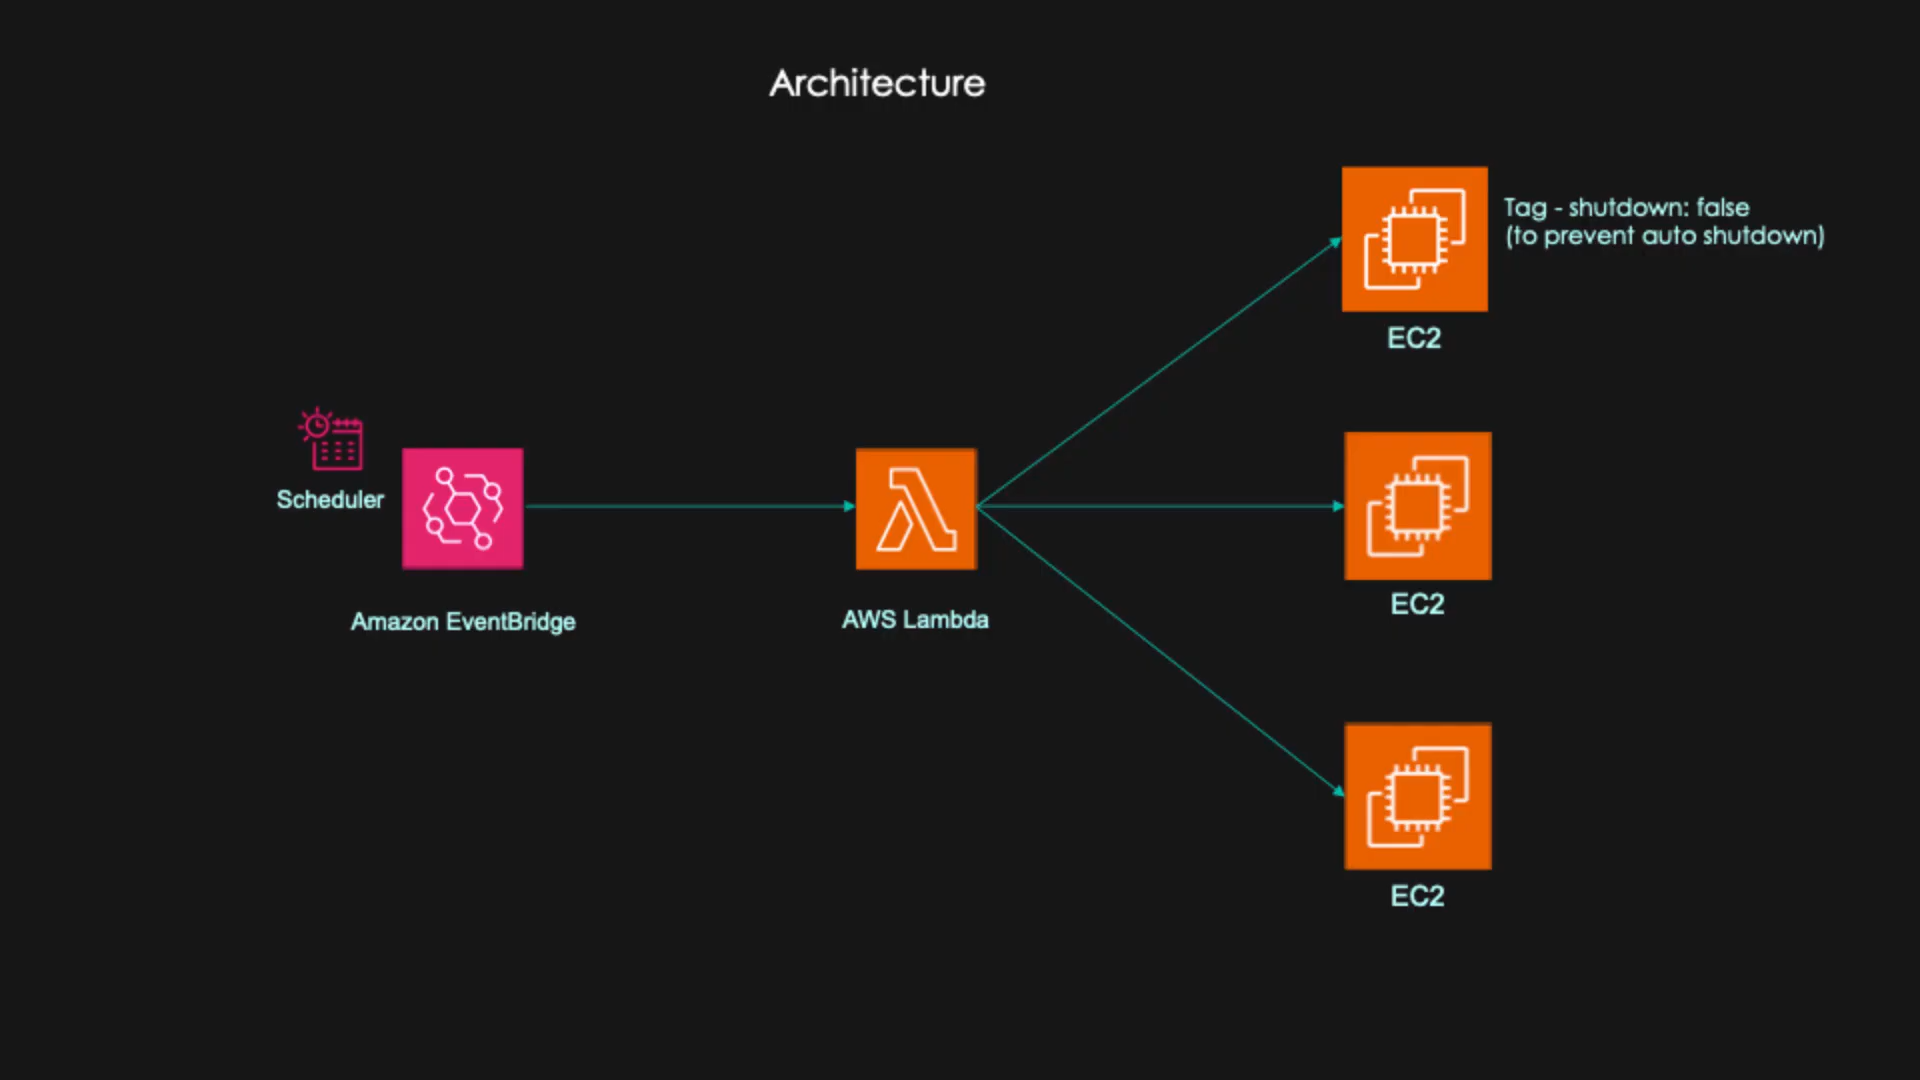 Architecture
Tag - shutdown: false
(to prevent auto shutdown)
EC2
Scheduler
Amazon EventBridge
AWS Lambda
EC2
EC2